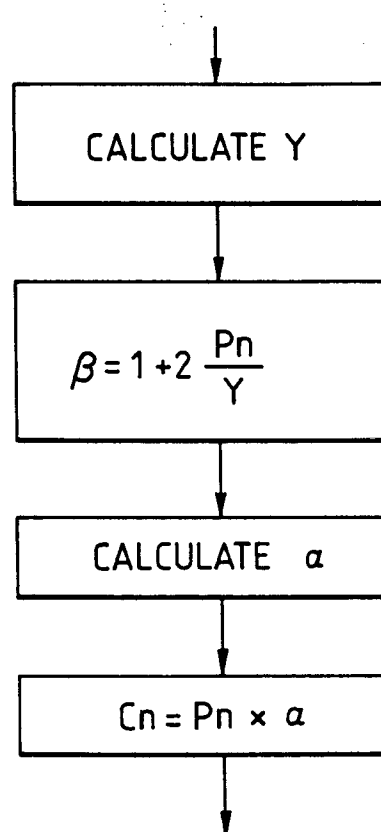 CALCULATE Y
β = 1 + 2 Pn/Y
CALCULATE α
Cn = Pn × α